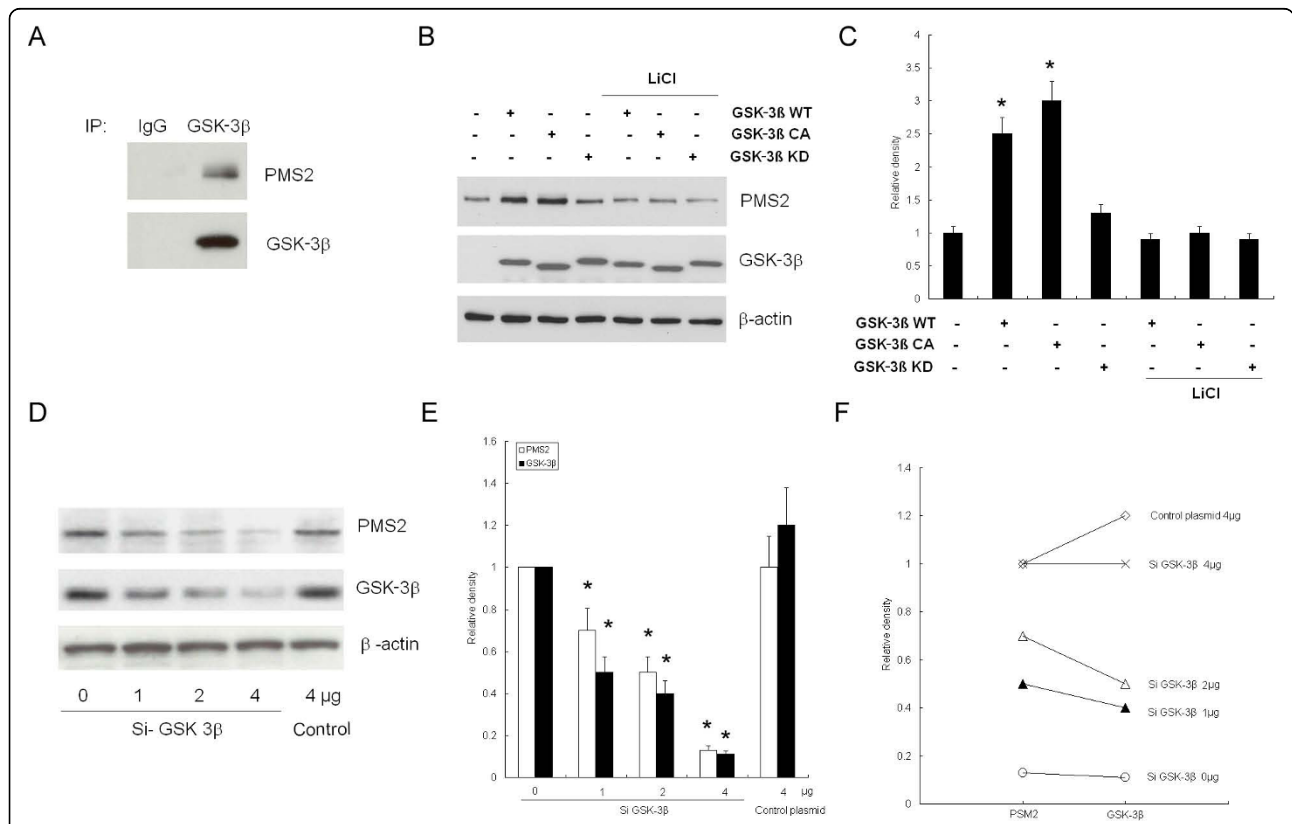 A
IP: IgG GSK-3β
PMS2
GSK-3β
B
LiCl
- + - - + - - GSK-3ß WT
- - + - - + - GSK-3ß CA
- - - + - - + GSK-3ß KD
PMS2
GSK-3β
β-actin
C
Relative density
4
3.5
3
2.5
2
1.5
1
0.5
0
* *
GSK-3ß WT - + - - + - -
GSK-3ß CA - - + - - + -
GSK-3ß KD - - - + - - +
LiCl
D
PMS2
GSK-3β
β -actin
0 1 2 4 4 µg
Si- GSK 3β Control
E
Relative density
1.6
1.4
1.2
1
0.8
0.6
0.4
0.2
0
PMS2
GSK-3β
* * * * * *
0 1 2 4 4 µg
Si GSK-3β Control plasmid
F
Relative density
1.4
1.2
1
0.8
0.6
0.4
0.2
0
Control plasmid 4µg
Si GSK-3β 4µg
Si GSK-3β 2µg
Si GSK-3β 1µg
Si GSK-3β 0µg
PSM2 GSK-3β